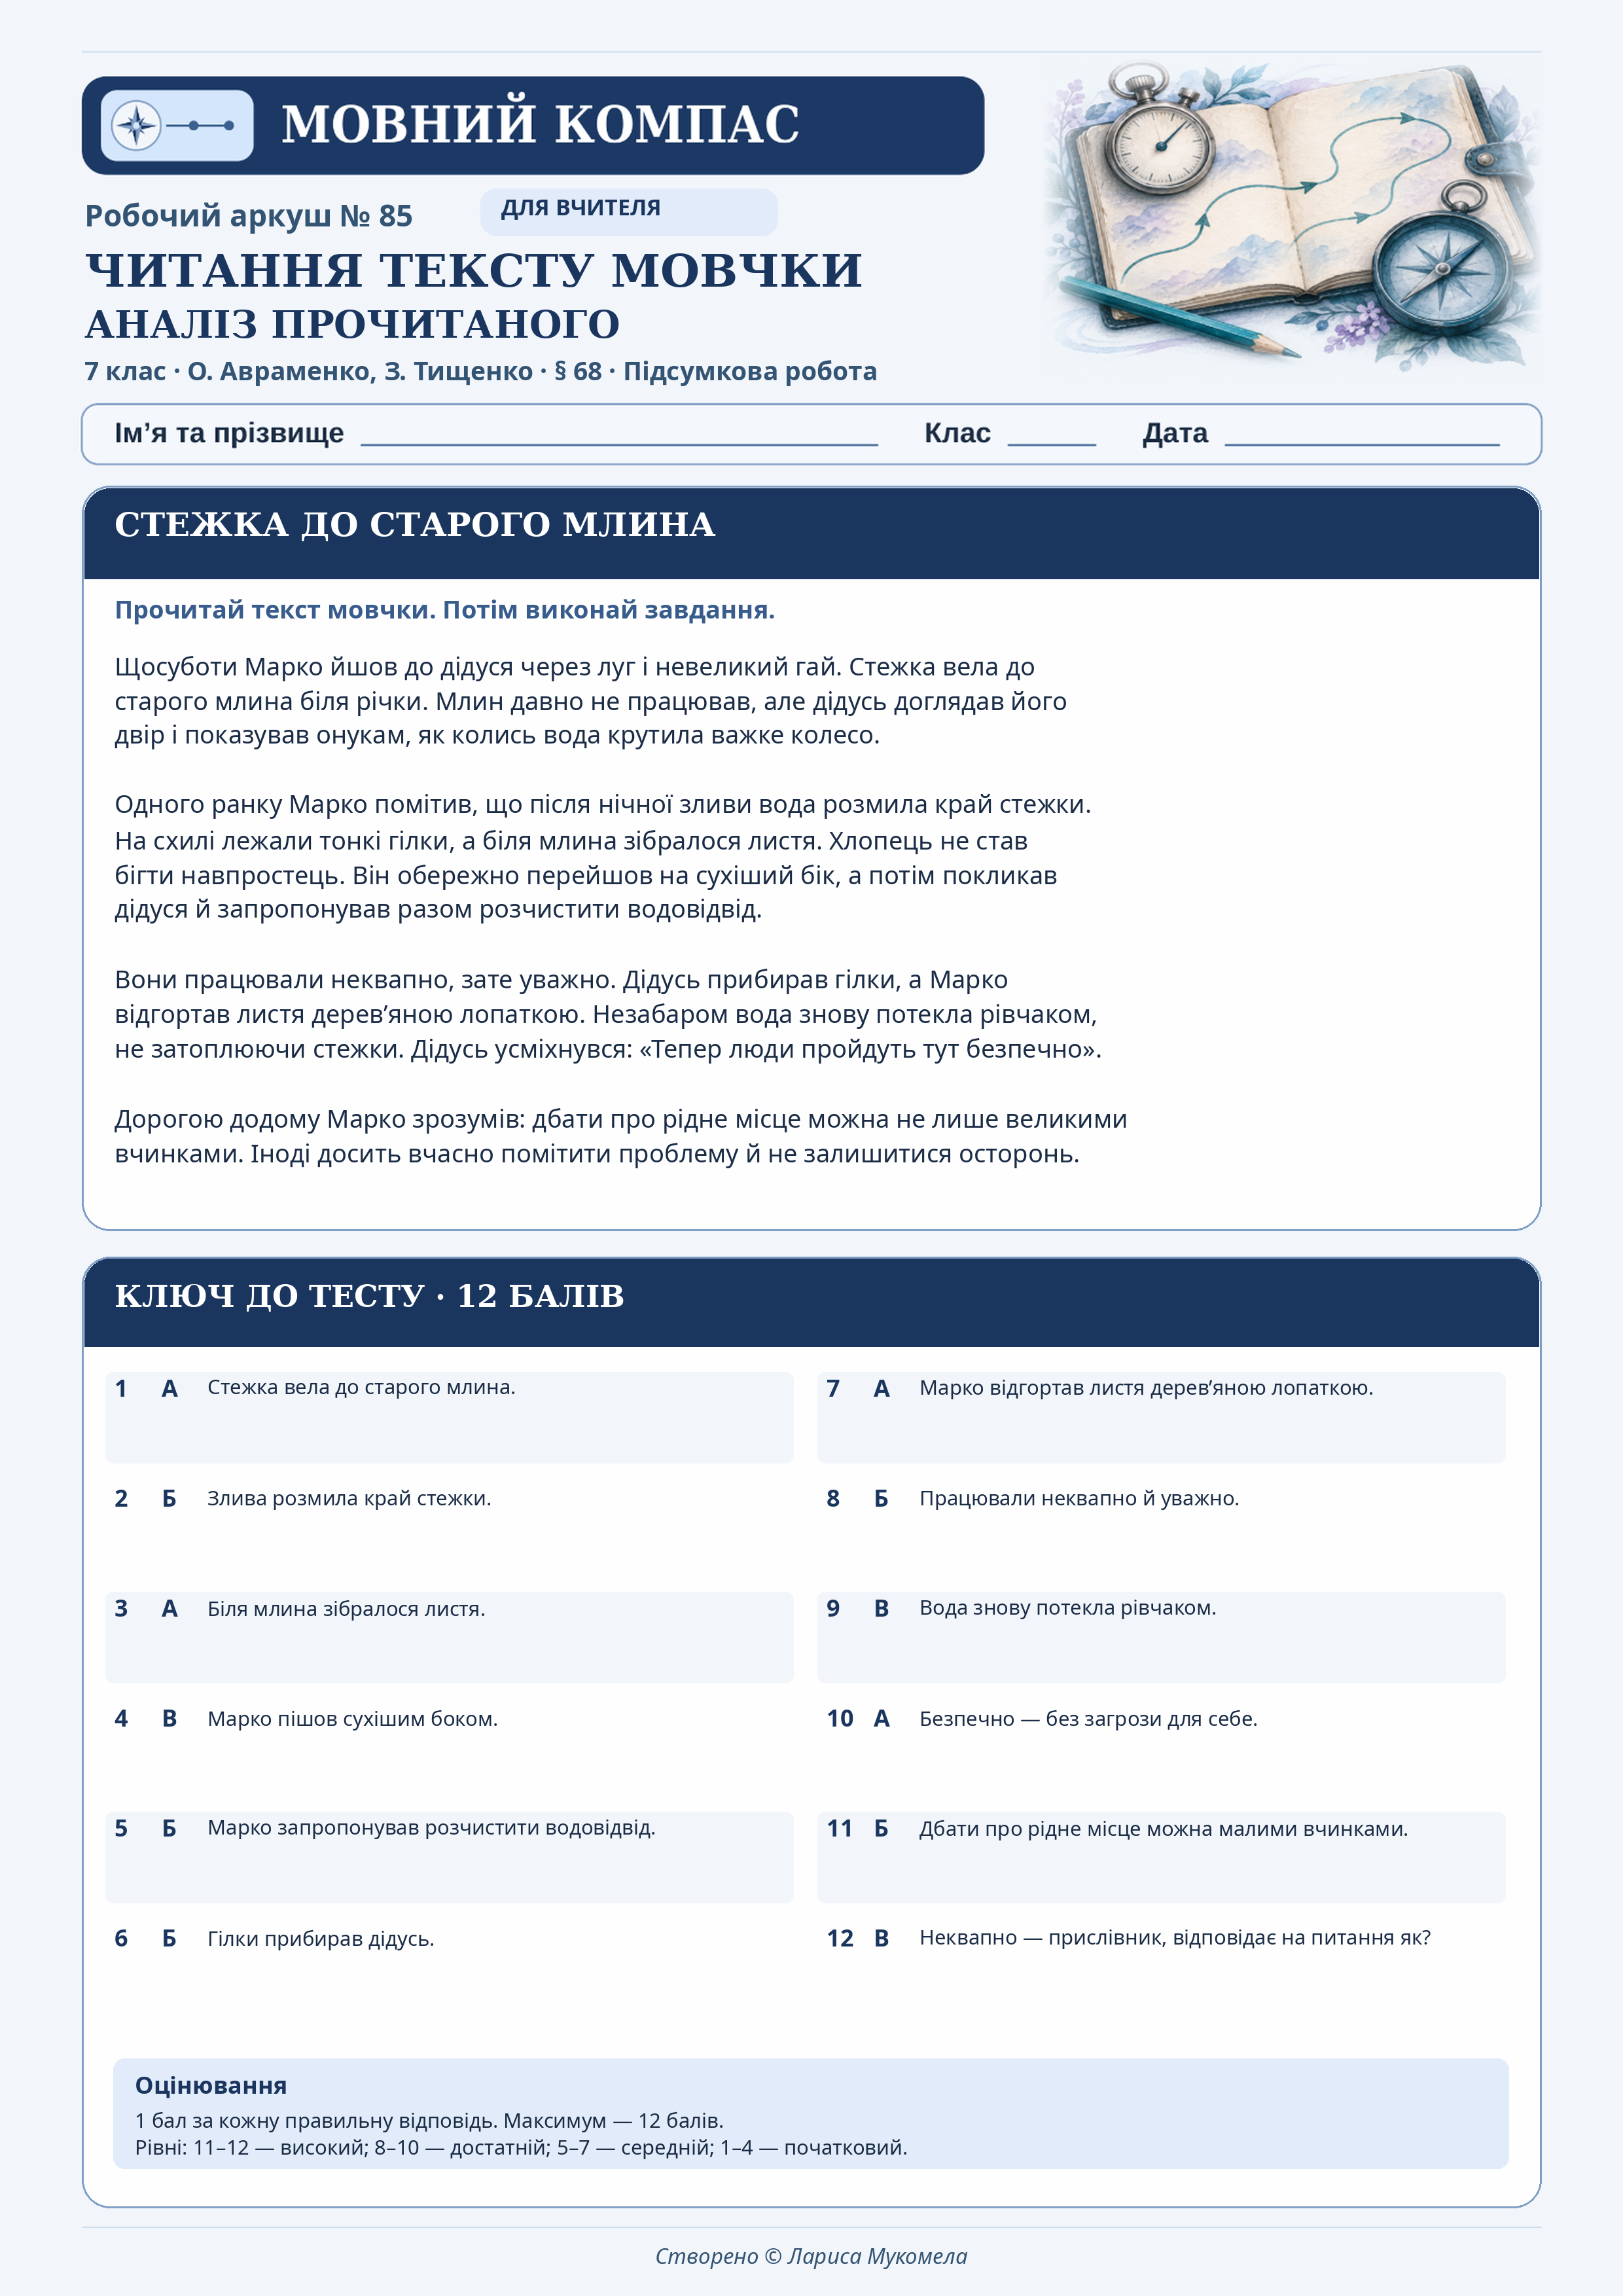 МОВНИЙ КОМПАС
Робочий аркуш № 85
ДЛЯ ВЧИТЕЛЯ
ЧИТАННЯ ТЕКСТУ МОВЧКИ
АНАЛІЗ ПРОЧИТАНОГО
7 клас · О. Авраменко, З. Тищенко · § 68 · Підсумкова робота
Ім’я та прізвище Клас Дата
СТЕЖКА ДО СТАРОГО МЛИНА
Прочитай текст мовчки. Потім виконай завдання.
Щосуботи Марко йшов до дідуся через луг і невеликий гай. Стежка вела до
старого млина біля річки. Млин давно не працював, але дідусь доглядав його
двір і показував онукам, як колись вода крутила важке колесо.
Одного ранку Марко помітив, що після нічної зливи вода розмила край стежки.
На схилі лежали тонкі гілки, а біля млина зібралося листя. Хлопець не став
бігти навпростець. Він обережно перейшов на сухіший бік, а потім покликав
дідуся й запропонував разом розчистити водовідвід.
Вони працювали неквапно, зате уважно. Дідусь прибирав гілки, а Марко
відгортав листя дерев’яною лопаткою. Незабаром вода знову потекла рівчаком,
не затоплюючи стежки. Дідусь усміхнувся: «Тепер люди пройдуть тут безпечно».
Дорогою додому Марко зрозумів: дбати про рідне місце можна не лише великими
вчинками. Іноді досить вчасно помітити проблему й не залишитися осторонь.
КЛЮЧ ДО ТЕСТУ · 12 БАЛІВ
1 А Стежка вела до старого млина.
2 Б Злива розмила край стежки.
3 А Біля млина зібралося листя.
4 В Марко пішов сухішим боком.
5 Б Марко запропонував розчистити водовідвід.
6 Б Гілки прибирав дідусь.
7 А Марко відгортав листя дерев’яною лопаткою.
8 Б Працювали неквапно й уважно.
9 В Вода знову потекла рівчаком.
10 А Безпечно — без загрози для себе.
11 Б Дбати про рідне місце можна малими вчинками.
12 В Неквапно — прислівник, відповідає на питання як?
Оцінювання
1 бал за кожну правильну відповідь. Максимум — 12 балів.
Рівні: 11–12 — високий; 8–10 — достатній; 5–7 — середній; 1–4 — початковий.
Створено © Лариса Мукомела